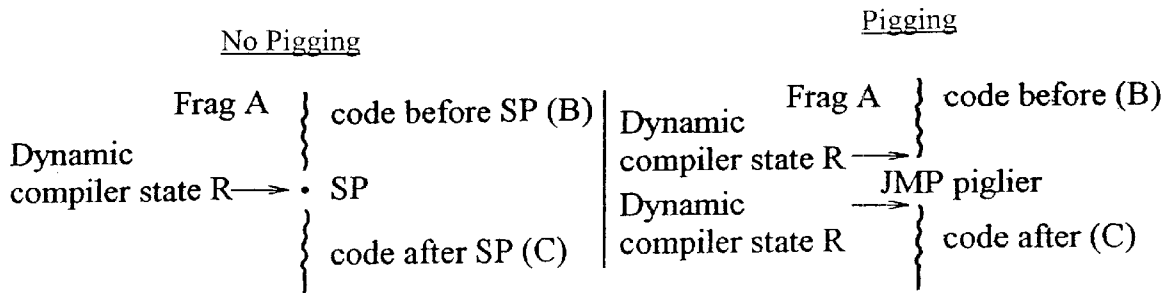 No Pigging
Frag A
code before SP (B)
Dynamic
compiler state R
SP
code after SP (C)
Pigging
Frag A
code before (B)
Dynamic
compiler state R
JMP piglier
Dynamic
compiler state R
code after (C)